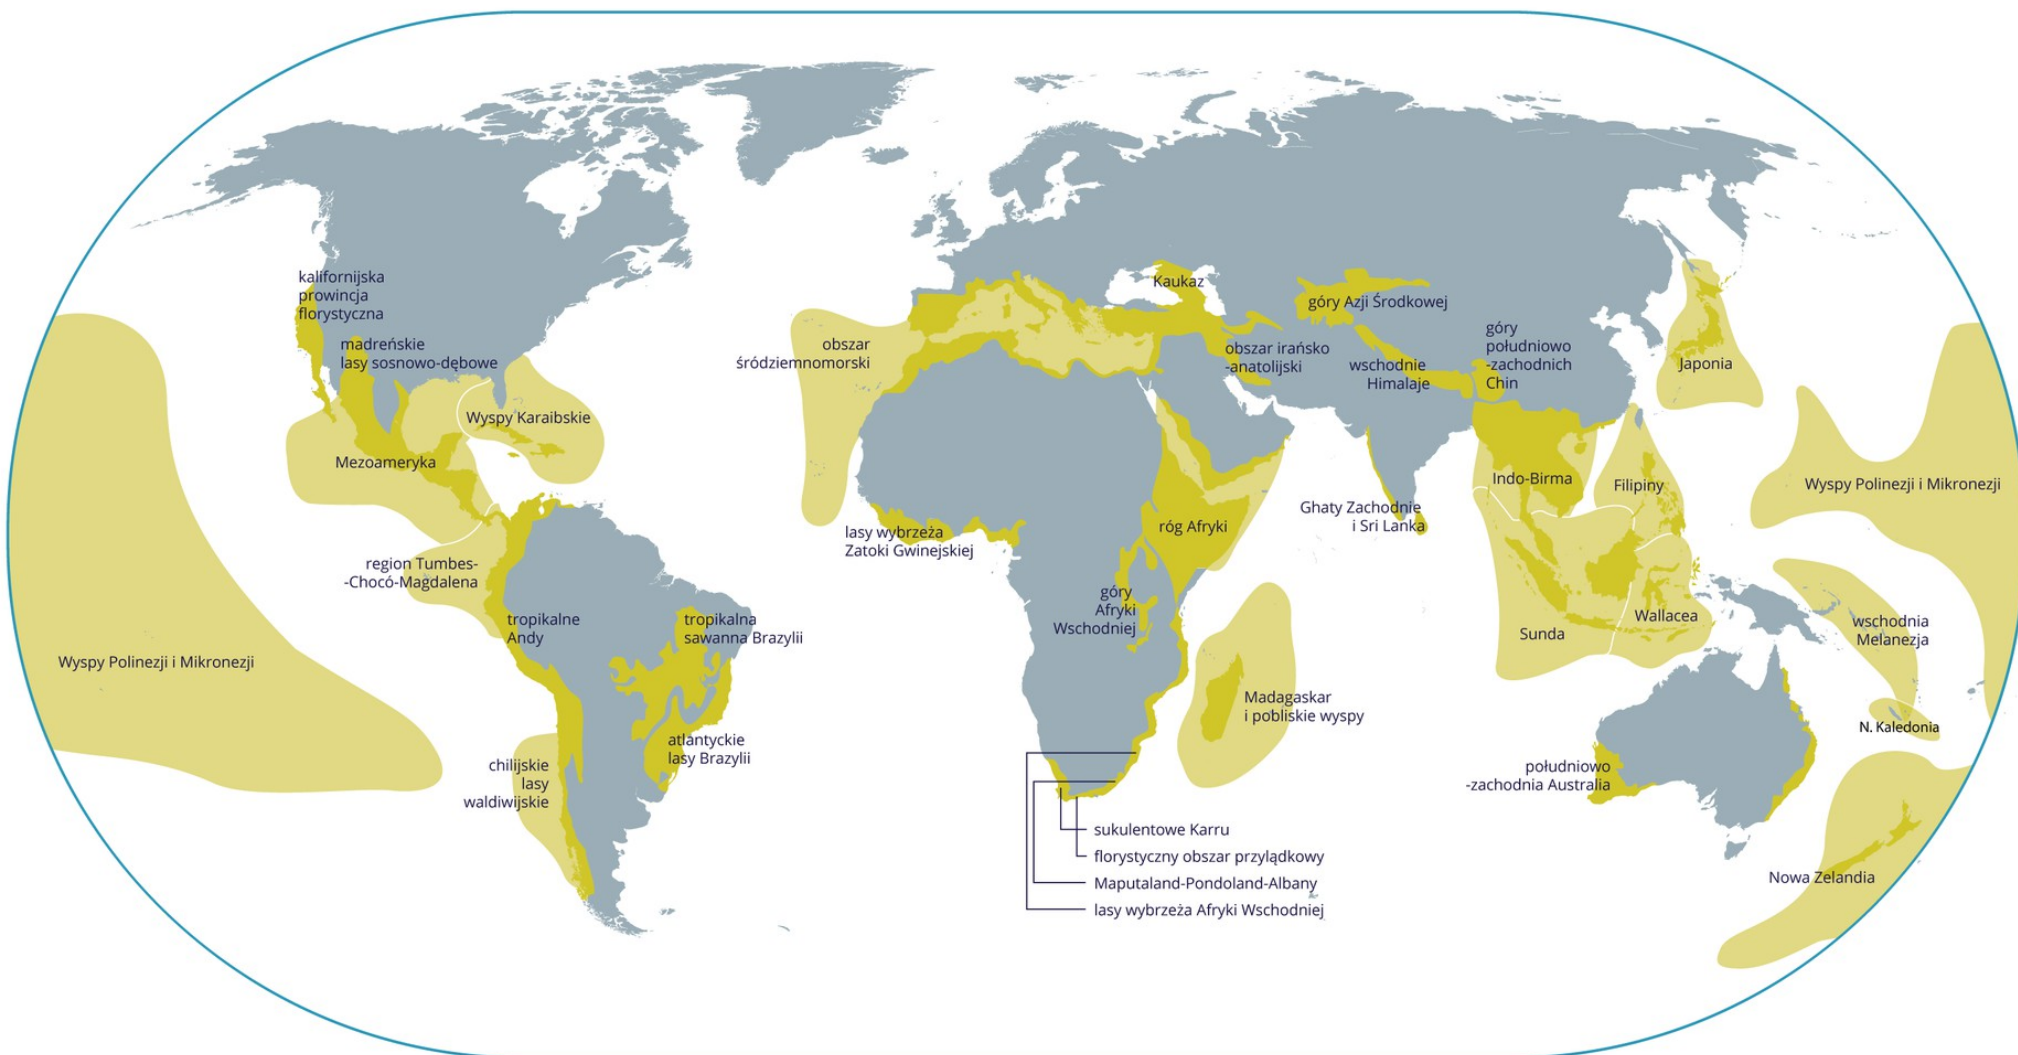 kalifornijska
prowincja
florystyczna
madreńskie
lasy sosnowo-dębowe
Wyspy Karaibskie
Mezoameryka
region Tumbes-
-Chocó-Magdalena
tropikalne
Andy
tropikalna
sawanna Brazylii
Wyspy Polinezji i Mikronezji
atlantyckie
lasy Brazylii
chilijskie
lasy
waldiwijskie
obszar
śródziemnomorski
Kaukaz
góry Azji Środkowej
obszar irańsko
-anatolijski
wschodnie
Himalaje
góry
południowo
-zachodnich
Chin
Japonia
lasy wybrzeża
Zatoki Gwinejskiej
róg Afryki
Ghaty Zachodnie
i Sri Lanka
Indo-Birma
Filipiny
Wyspy Polinezji i Mikronezji
góry
Afryki
Wschodniej
Sunda
Wallacea
wschodnia
Melanezja
Madagaskar
i pobliskie wyspy
N. Kaledonia
południowo
-zachodnia Australia
Nowa Zelandia
sukulentowe Karru
florystyczny obszar przylądkowy
Maputaland-Pondoland-Albany
lasy wybrzeża Afryki Wschodniej